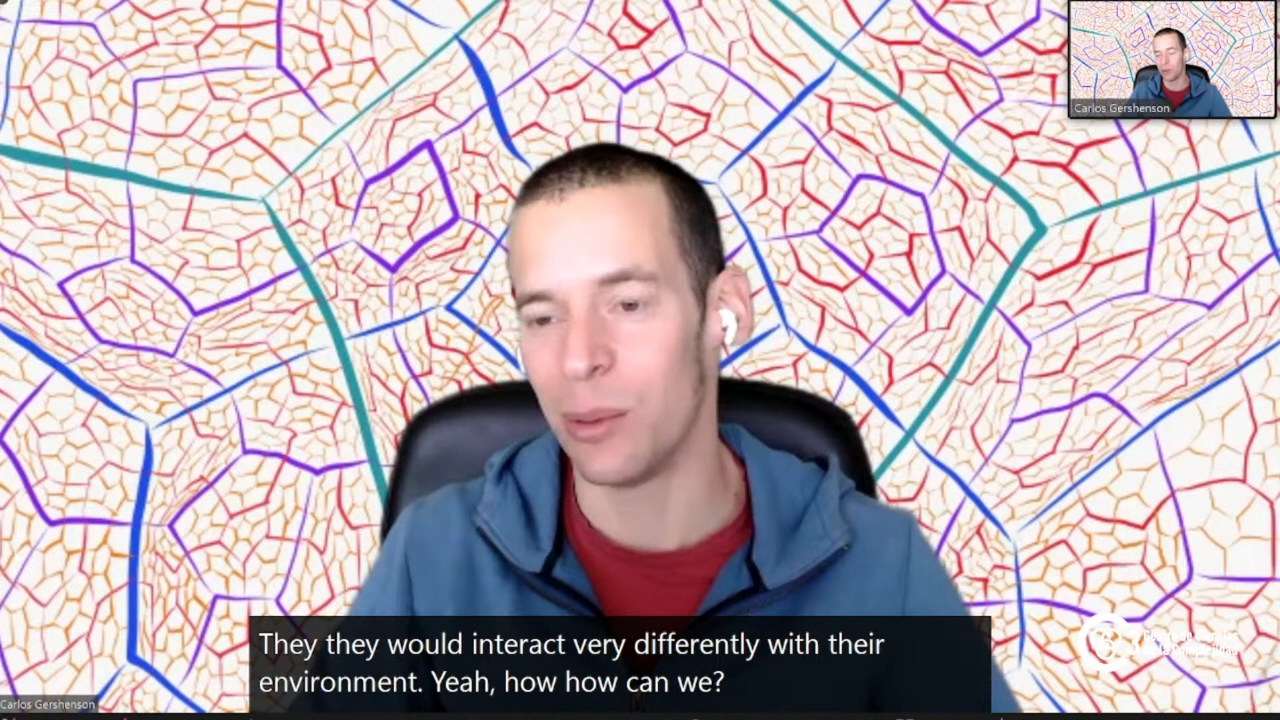 Carlos Gershenson
They they would interact very differently with their
environment. Yeah, how how can we?
Carlos Gershenson